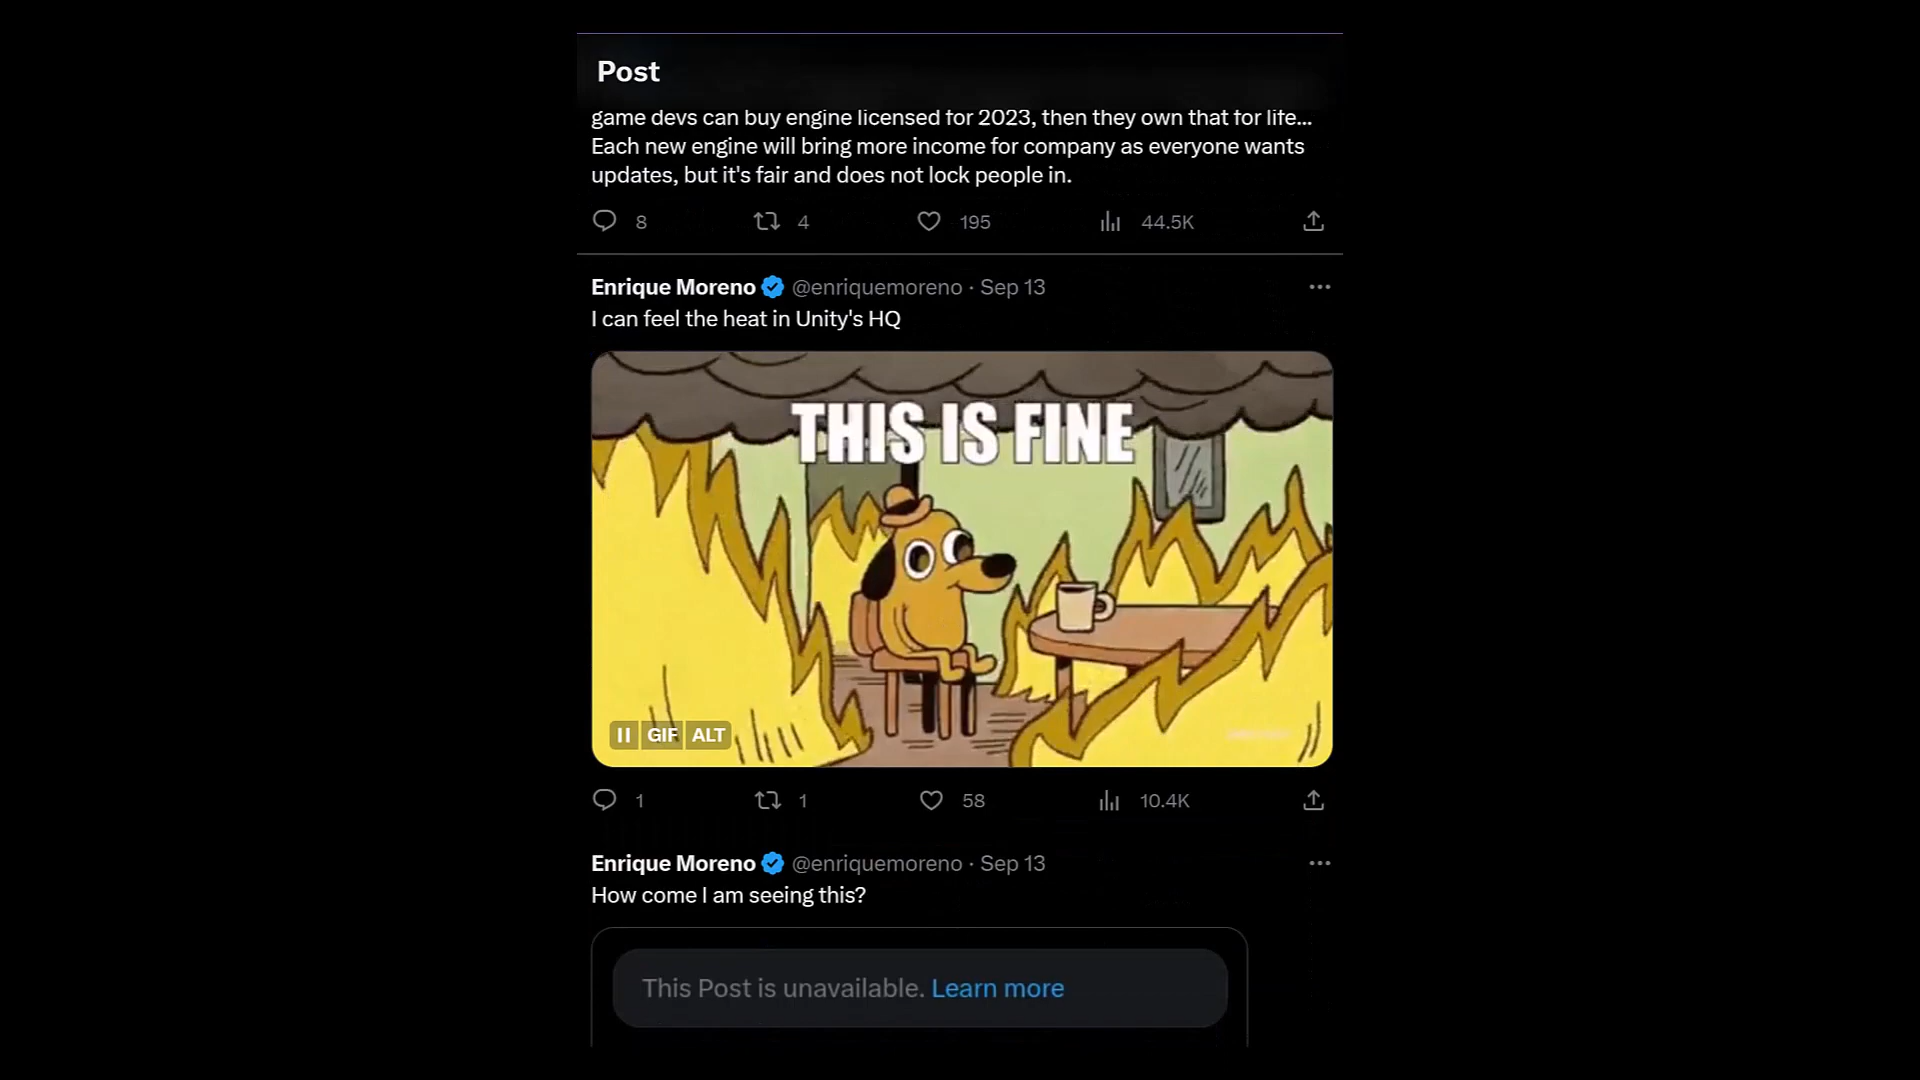 Post
game devs can buy engine licensed for 2023, then they own that for life...
Each new engine will bring more income for company as everyone wants
updates, but it's fair and does not lock people in.
8 4 195 44.5K
Enrique Moreno @enriquemoreno · Sep 13
I can feel the heat in Unity's HQ
THIS IS FINE
GIF ALT
1 1 58 10.4K
Enrique Moreno @enriquemoreno · Sep 13
How come I am seeing this?
This Post is unavailable. Learn more